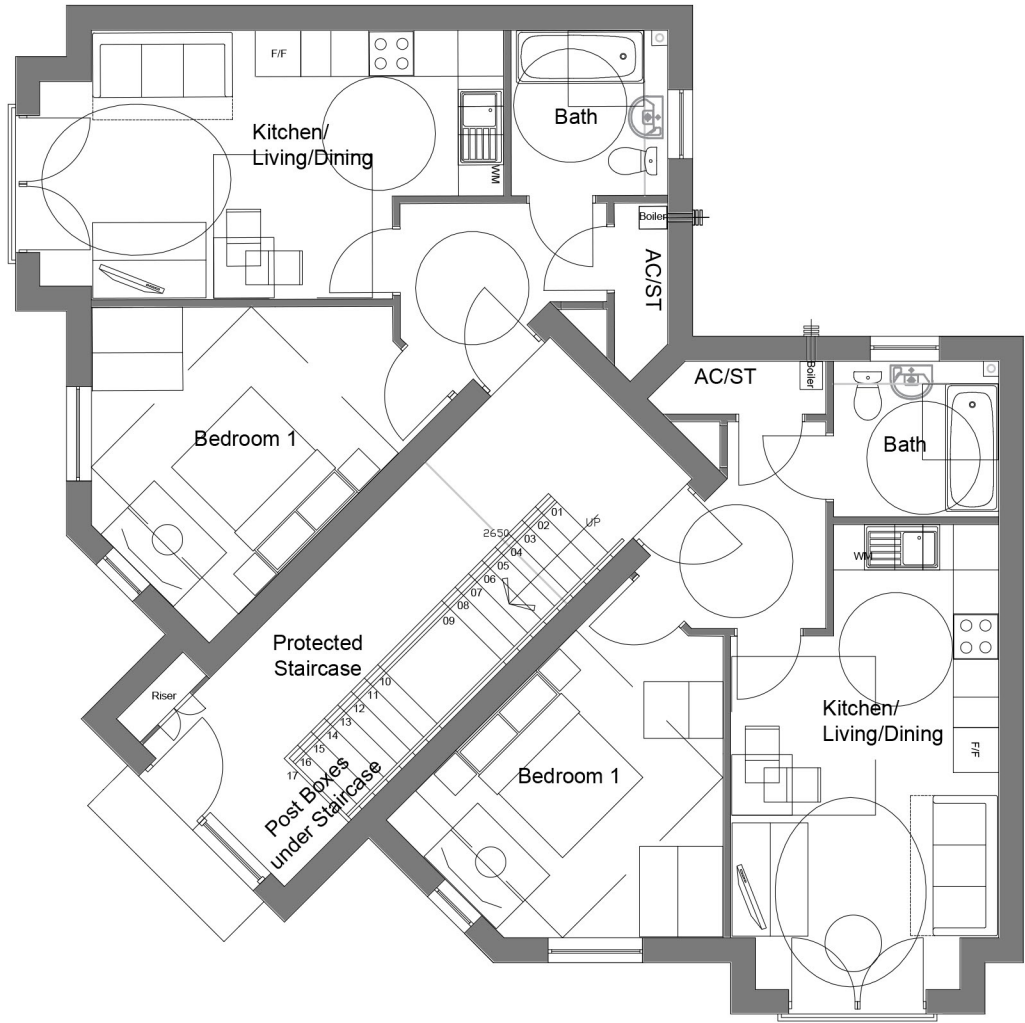 F/F
Kitchen/
Living/Dining
WM
Bath
Boiler
AC/ST
Bedroom 1
AC/ST
Boiler
Bath
WM
Kitchen/
Living/Dining
F/F
Bedroom 1
Protected
Staircase
Riser
Post Boxes
under Staircase
2650
UP
01
02
03
04
05
06
07
08
09
10
11
12
13
14
15
16
17